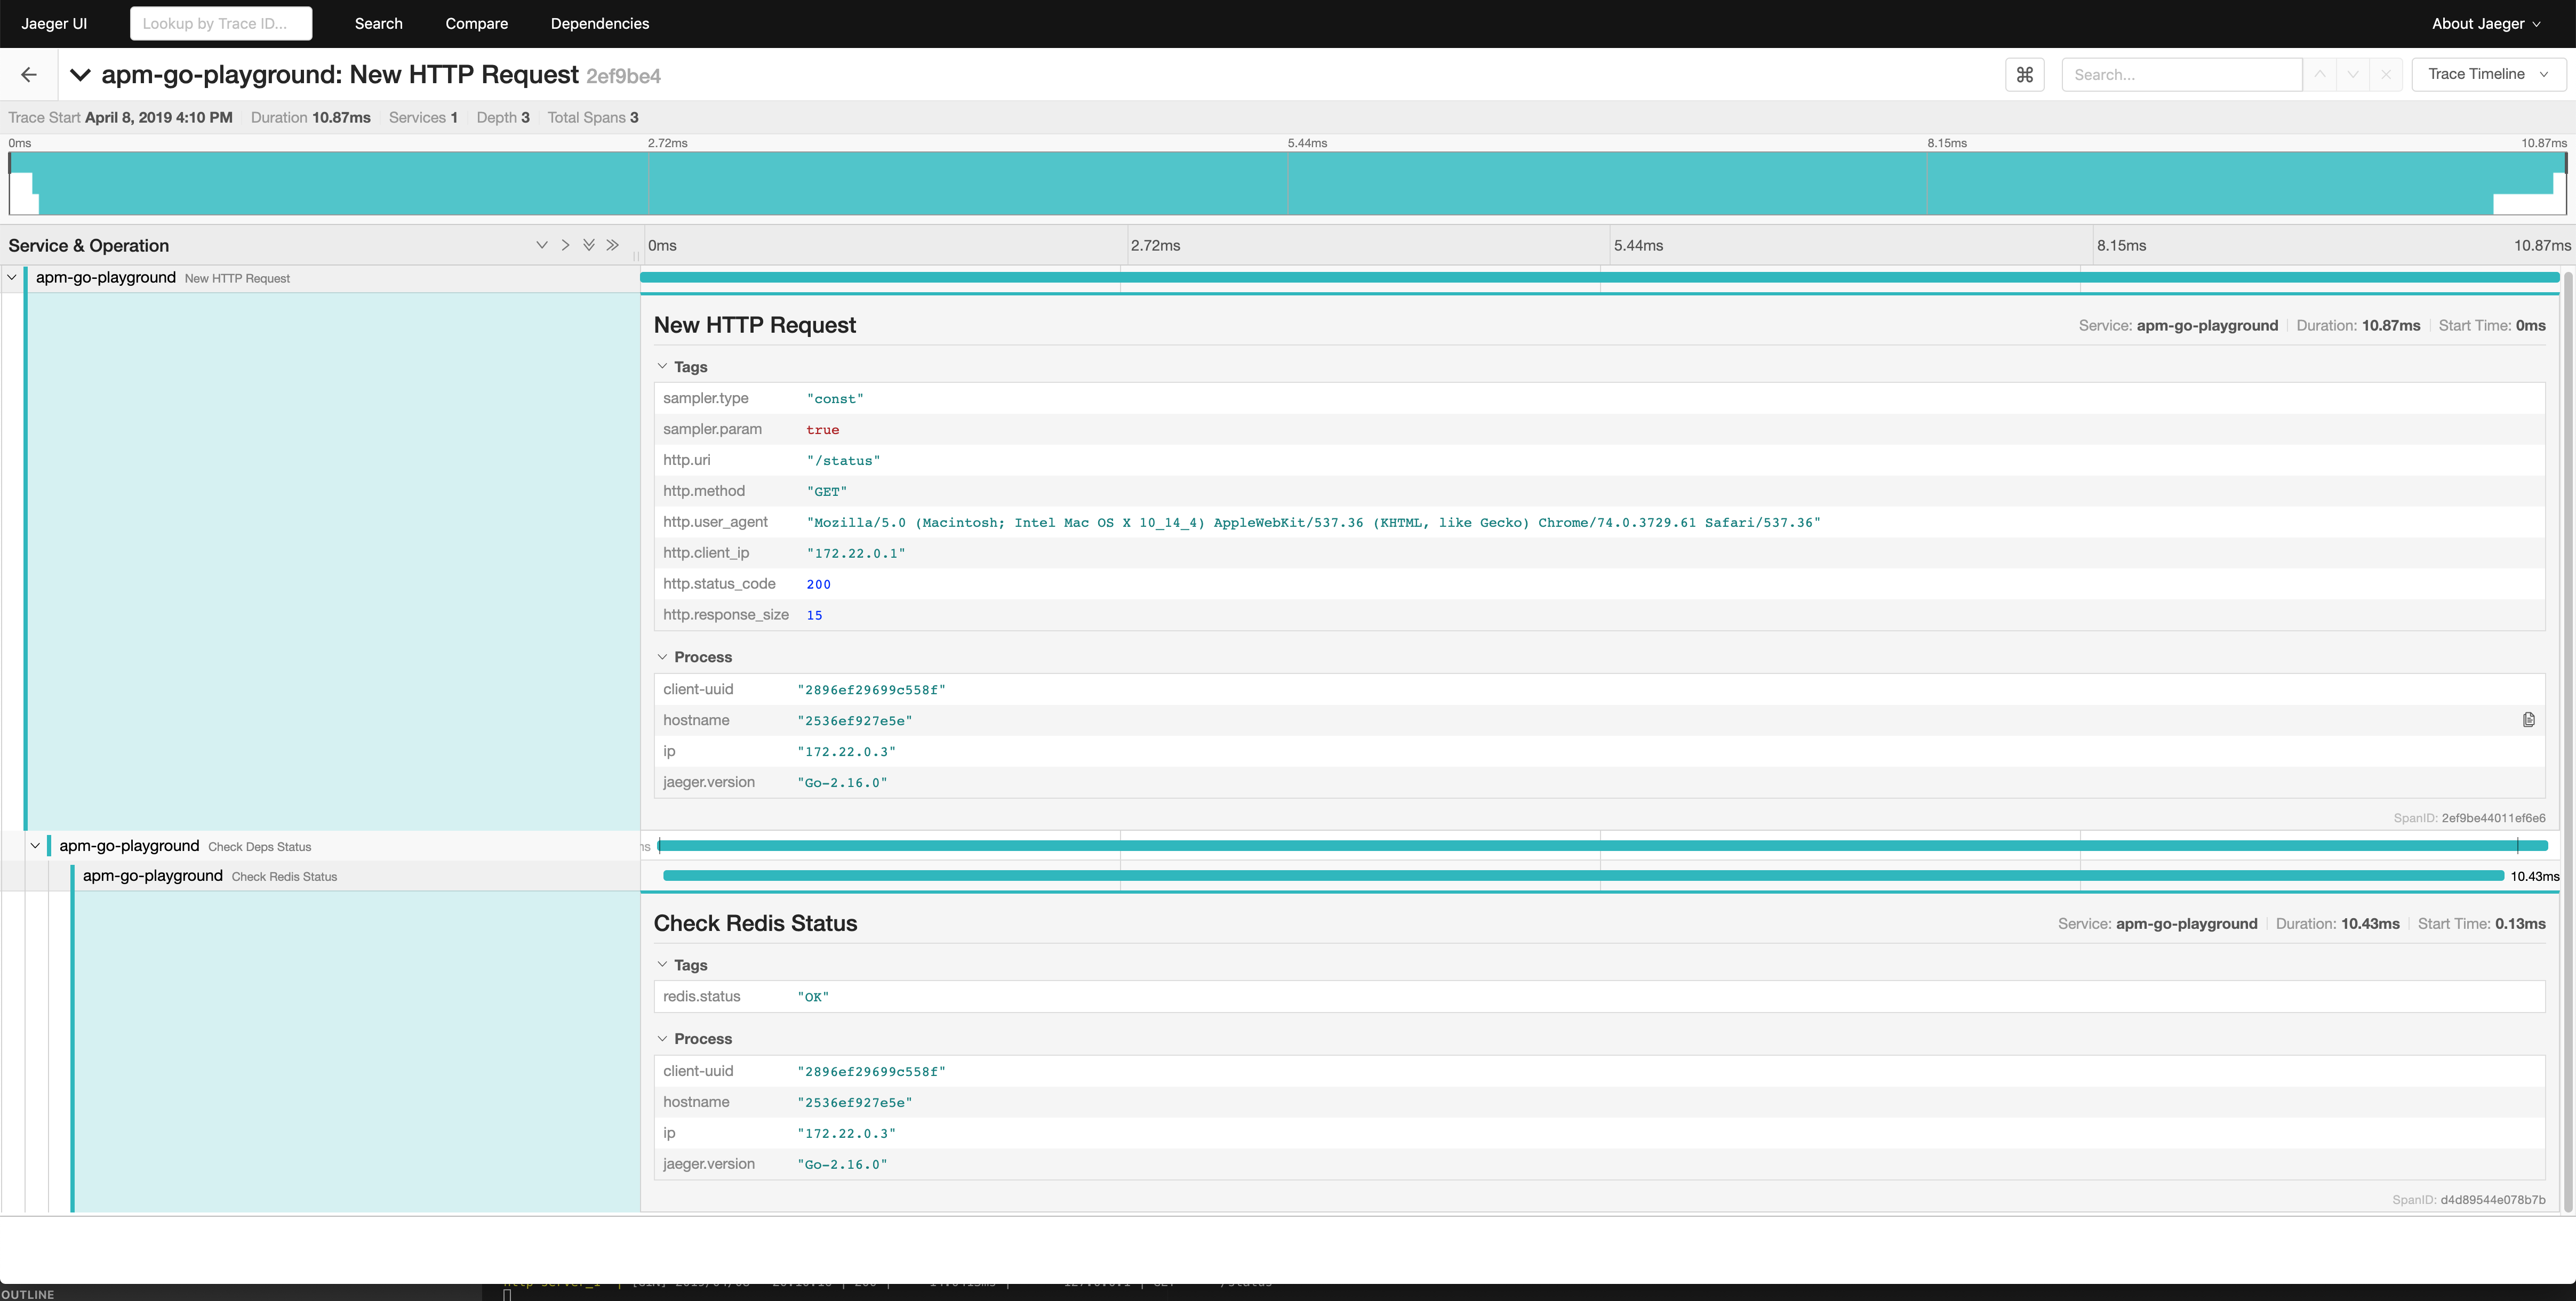 Jaeger UI Lookup by Trace ID... Search Compare Dependencies About Jaeger
apm-go-playground: New HTTP Request 2ef9be4 ⌘ Search... Trace Timeline
Trace Start April 8, 2019 4:10 PM Duration 10.87ms Services 1 Depth 3 Total Spans 3
0ms 2.72ms 5.44ms 8.15ms 10.87ms
Service & Operation 0ms 2.72ms 5.44ms 8.15ms 10.87ms
apm-go-playground New HTTP Request
New HTTP Request Service: apm-go-playground Duration: 10.87ms Start Time: 0ms
Tags
sampler.type "const"
sampler.param true
http.uri "/status"
http.method "GET"
http.user_agent "Mozilla/5.0 (Macintosh; Intel Mac OS X 10_14_4) AppleWebKit/537.36 (KHTML, like Gecko) Chrome/74.0.3729.61 Safari/537.36"
http.client_ip "172.22.0.1"
http.status_code 200
http.response_size 15
Process
client-uuid "2896ef29699c558f"
hostname "2536ef927e5e"
ip "172.22.0.3"
jaeger.version "Go-2.16.0"
SpanID: 2ef9be44011ef6e6
apm-go-playground Check Deps Status
apm-go-playground Check Redis Status 10.43ms
Check Redis Status Service: apm-go-playground Duration: 10.43ms Start Time: 0.13ms
Tags
redis.status "OK"
Process
client-uuid "2896ef29699c558f"
hostname "2536ef927e5e"
ip "172.22.0.3"
jaeger.version "Go-2.16.0"
SpanID: d4d89544e078b7b
OUTLINE